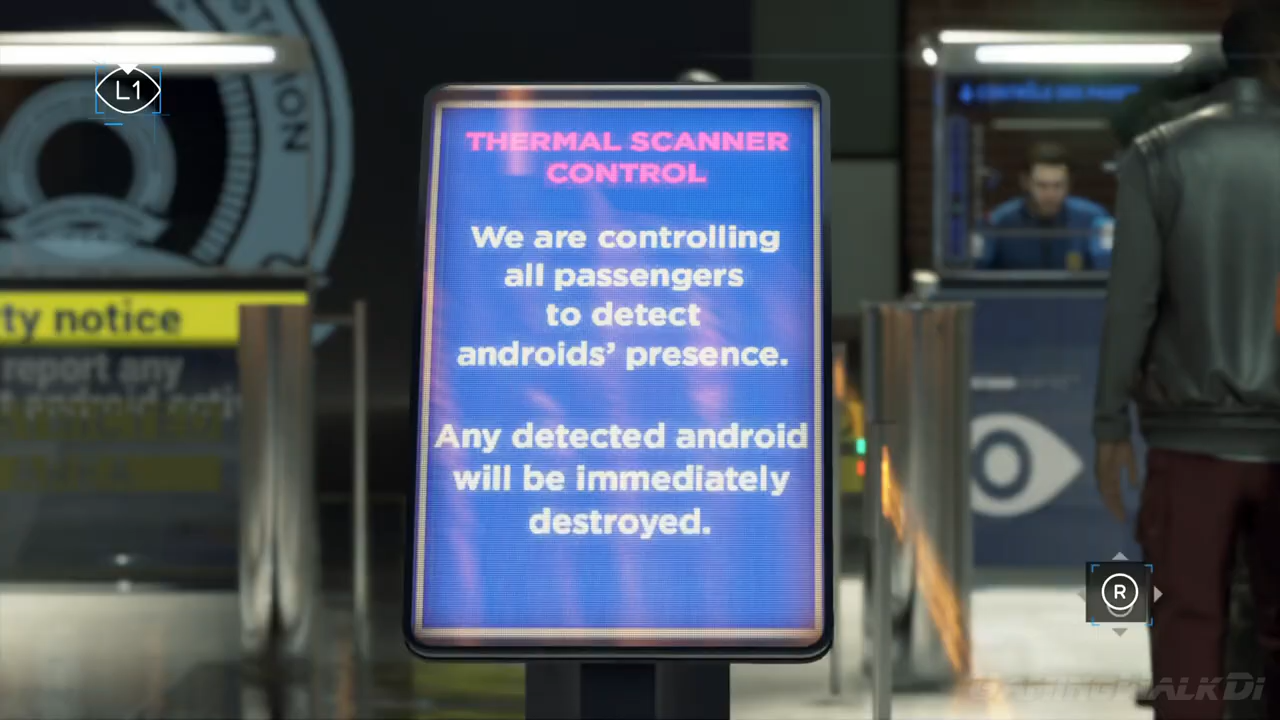 L1
THERMAL SCANNER
CONTROL
We are controlling
all passengers
to detect
androids’ presence.
Any detected android
will be immediately
destroyed.
ty notice
report any
android
R